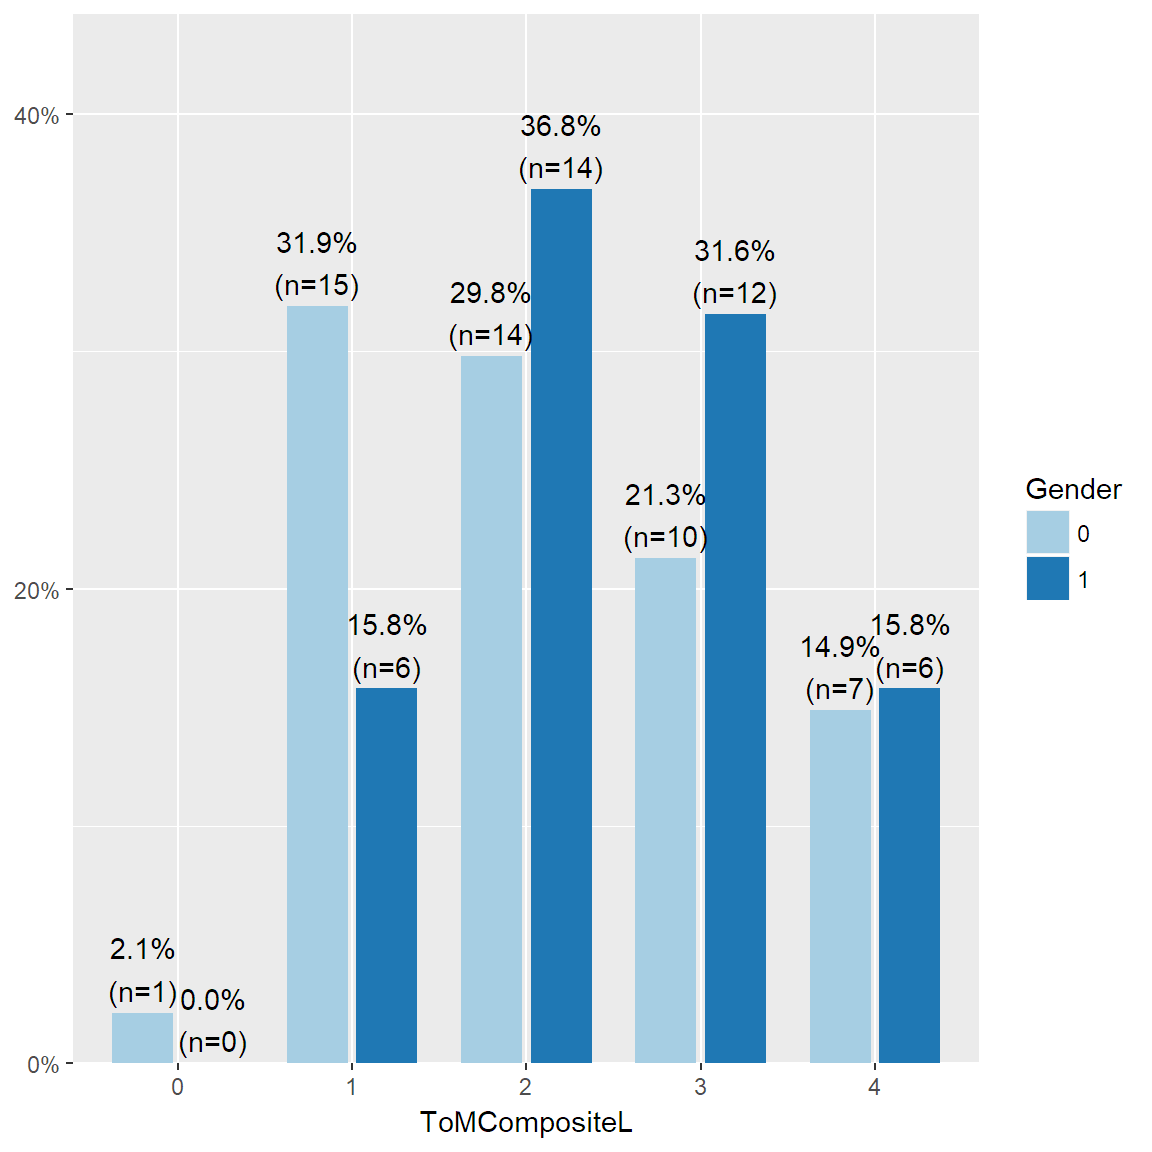 40%
20%
0%
2.1%
(n=1)
0.0%
(n=0)
31.9%
(n=15)
15.8%
(n=6)
29.8%
(n=14)
36.8%
(n=14)
21.3%
(n=10)
31.6%
(n=12)
14.9%
(n=7)
15.8%
(n=6)
0
1
2
3
4
ToMCompositeL
Gender
0
1